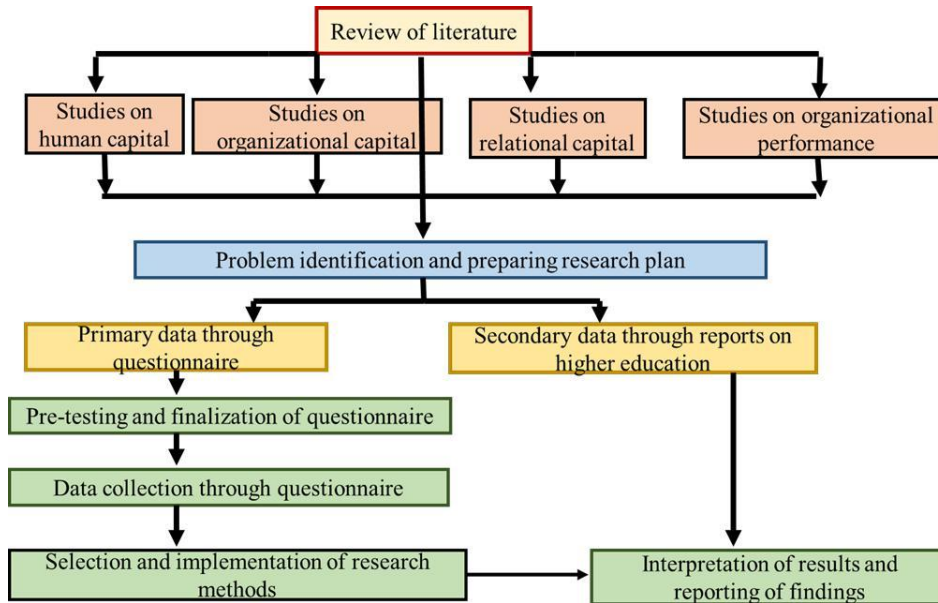 Review of literature
Studies on
human capital
Studies on
organizational capital
Studies on
relational capital
Studies on organizational
performance
Problem identification and preparing research plan
Primary data through
questionnaire
Secondary data through reports on
higher education
Pre-testing and finalization of questionnaire
Data collection through questionnaire
Selection and implementation of research
methods
Interpretation of results and
reporting of findings